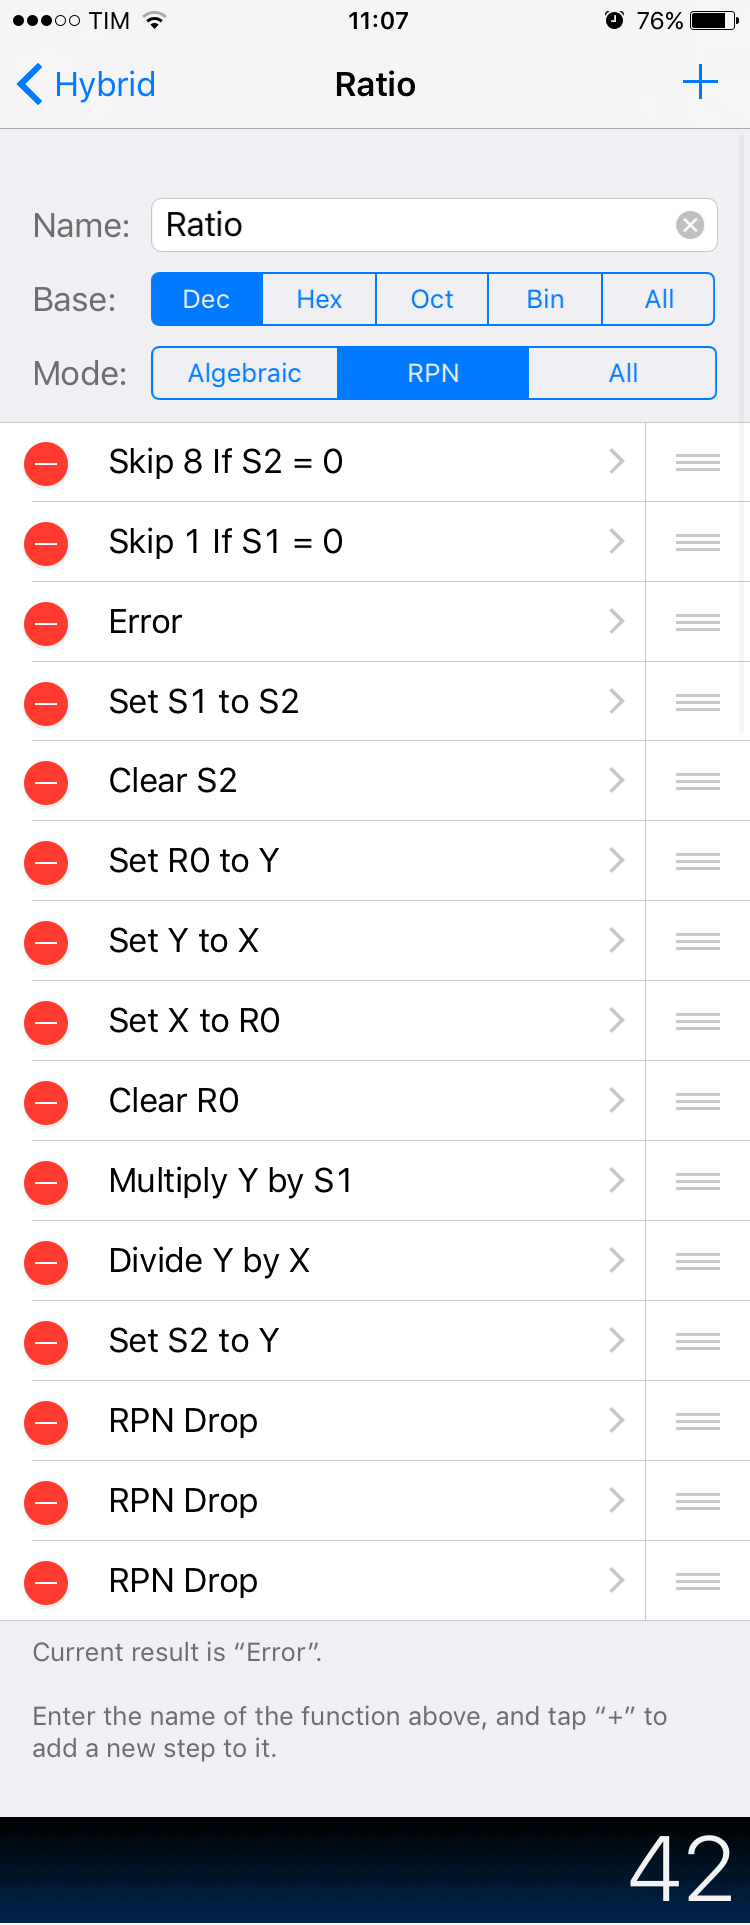 TIM 11:07 76%
Hybrid Ratio
Name: Ratio
Base: Dec Hex Oct Bin All
Mode: Algebraic RPN All
Skip 8 If S2 = 0
Skip 1 If S1 = 0
Error
Set S1 to S2
Clear S2
Set R0 to Y
Set Y to X
Set X to R0
Clear R0
Multiply Y by S1
Divide Y by X
Set S2 to Y
RPN Drop
RPN Drop
RPN Drop
Current result is “Error”.
Enter the name of the function above, and tap “+” to
add a new step to it.
42